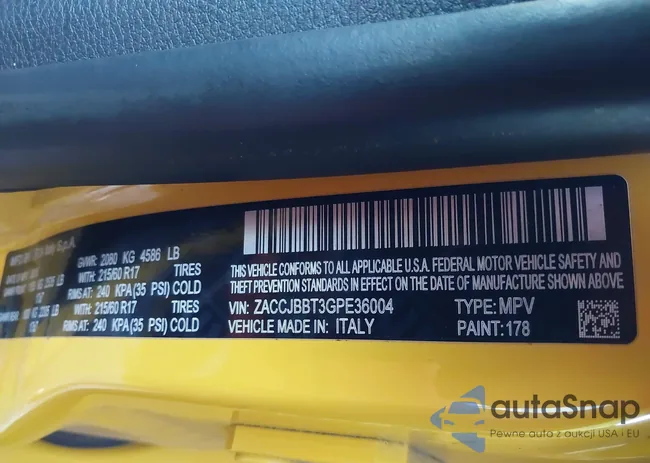 GVWR: 2080 KG 4586 LB
WITH: 215/60 R17 TIRES
RIMS AT: 240 KPA(35 PSI) COLD
WITH: 215/60 R17 TIRES
RIMS AT: 240 KPA(35 PSI) COLD
THIS VEHICLE CONFORMS TO ALL APPLICABLE U.S.A. FEDERAL MOTOR VEHICLE SAFETY AND
THEFT PREVENTION STANDARDS IN EFFECT ON THE DATE OF MANUFACTURE SHOWN ABOVE
VIN: ZACCJBBT3GPE36004 TYPE: MPV
VEHICLE MADE IN: ITALY PAINT: 178
autaSnap
Pewne auta z aukcji USA i EU